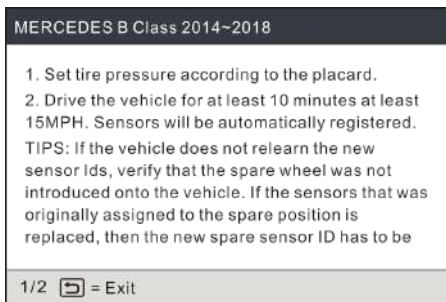 MERCEDES B Class 2014~2018
1. Set tire pressure according to the placard.
2. Drive the vehicle for at least 10 minutes at least
15MPH. Sensors will be automatically registered.
TIPS: If the vehicle does not relearn the new
sensor Ids, verify that the spare wheel was not
introduced onto the vehicle. If the sensors that was
originally assigned to the spare position is
replaced, then the new spare sensor ID has to be
1/2 = Exit